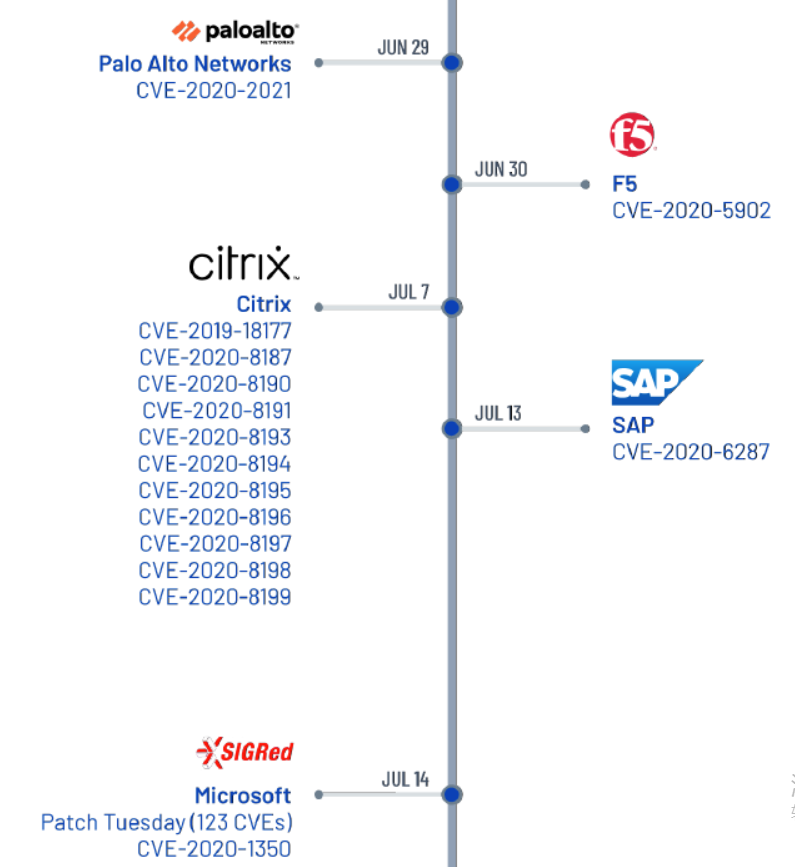 paloalto
NETWORKS
JUN 29
Palo Alto Networks
CVE-2020-2021
f5
JUN 30
F5
CVE-2020-5902
citrix
JUL 7
Citrix
CVE-2019-18177
CVE-2020-8187
CVE-2020-8190
CVE-2020-8191
CVE-2020-8193
CVE-2020-8194
CVE-2020-8195
CVE-2020-8196
CVE-2020-8197
CVE-2020-8198
CVE-2020-8199
SAP
JUL 13
SAP
CVE-2020-6287
SIGRed
JUL 14
Microsoft
Patch Tuesday (123 CVEs)
CVE-2020-1350